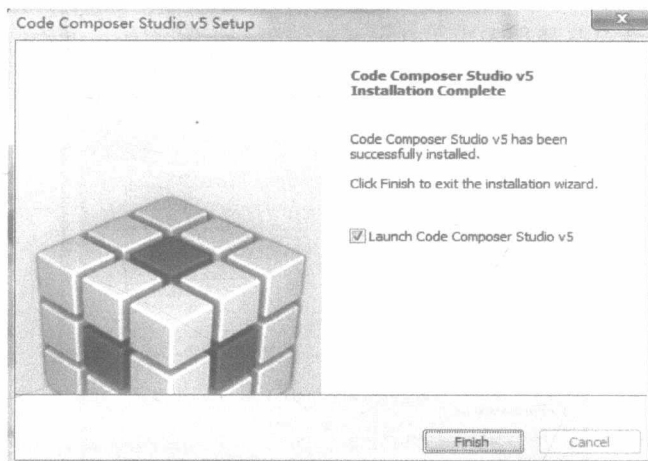 Code Composer Studio v5 Setup
Code Composer Studio v5
Installation Complete
Code Composer Studio v5 has been
successfully installed.
Click Finish to exit the installation wizard.
Launch Code Composer Studio v5
Finish
Cancel